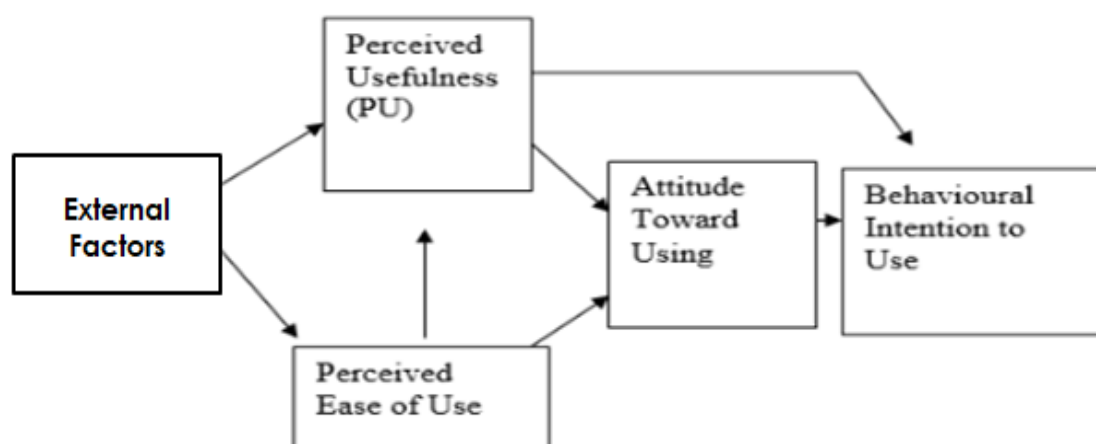 Perceived
Usefulness
(PU)
External
Factors
Attitude
Toward
Using
Behavioural
Intention to
Use
Perceived
Ease of Use